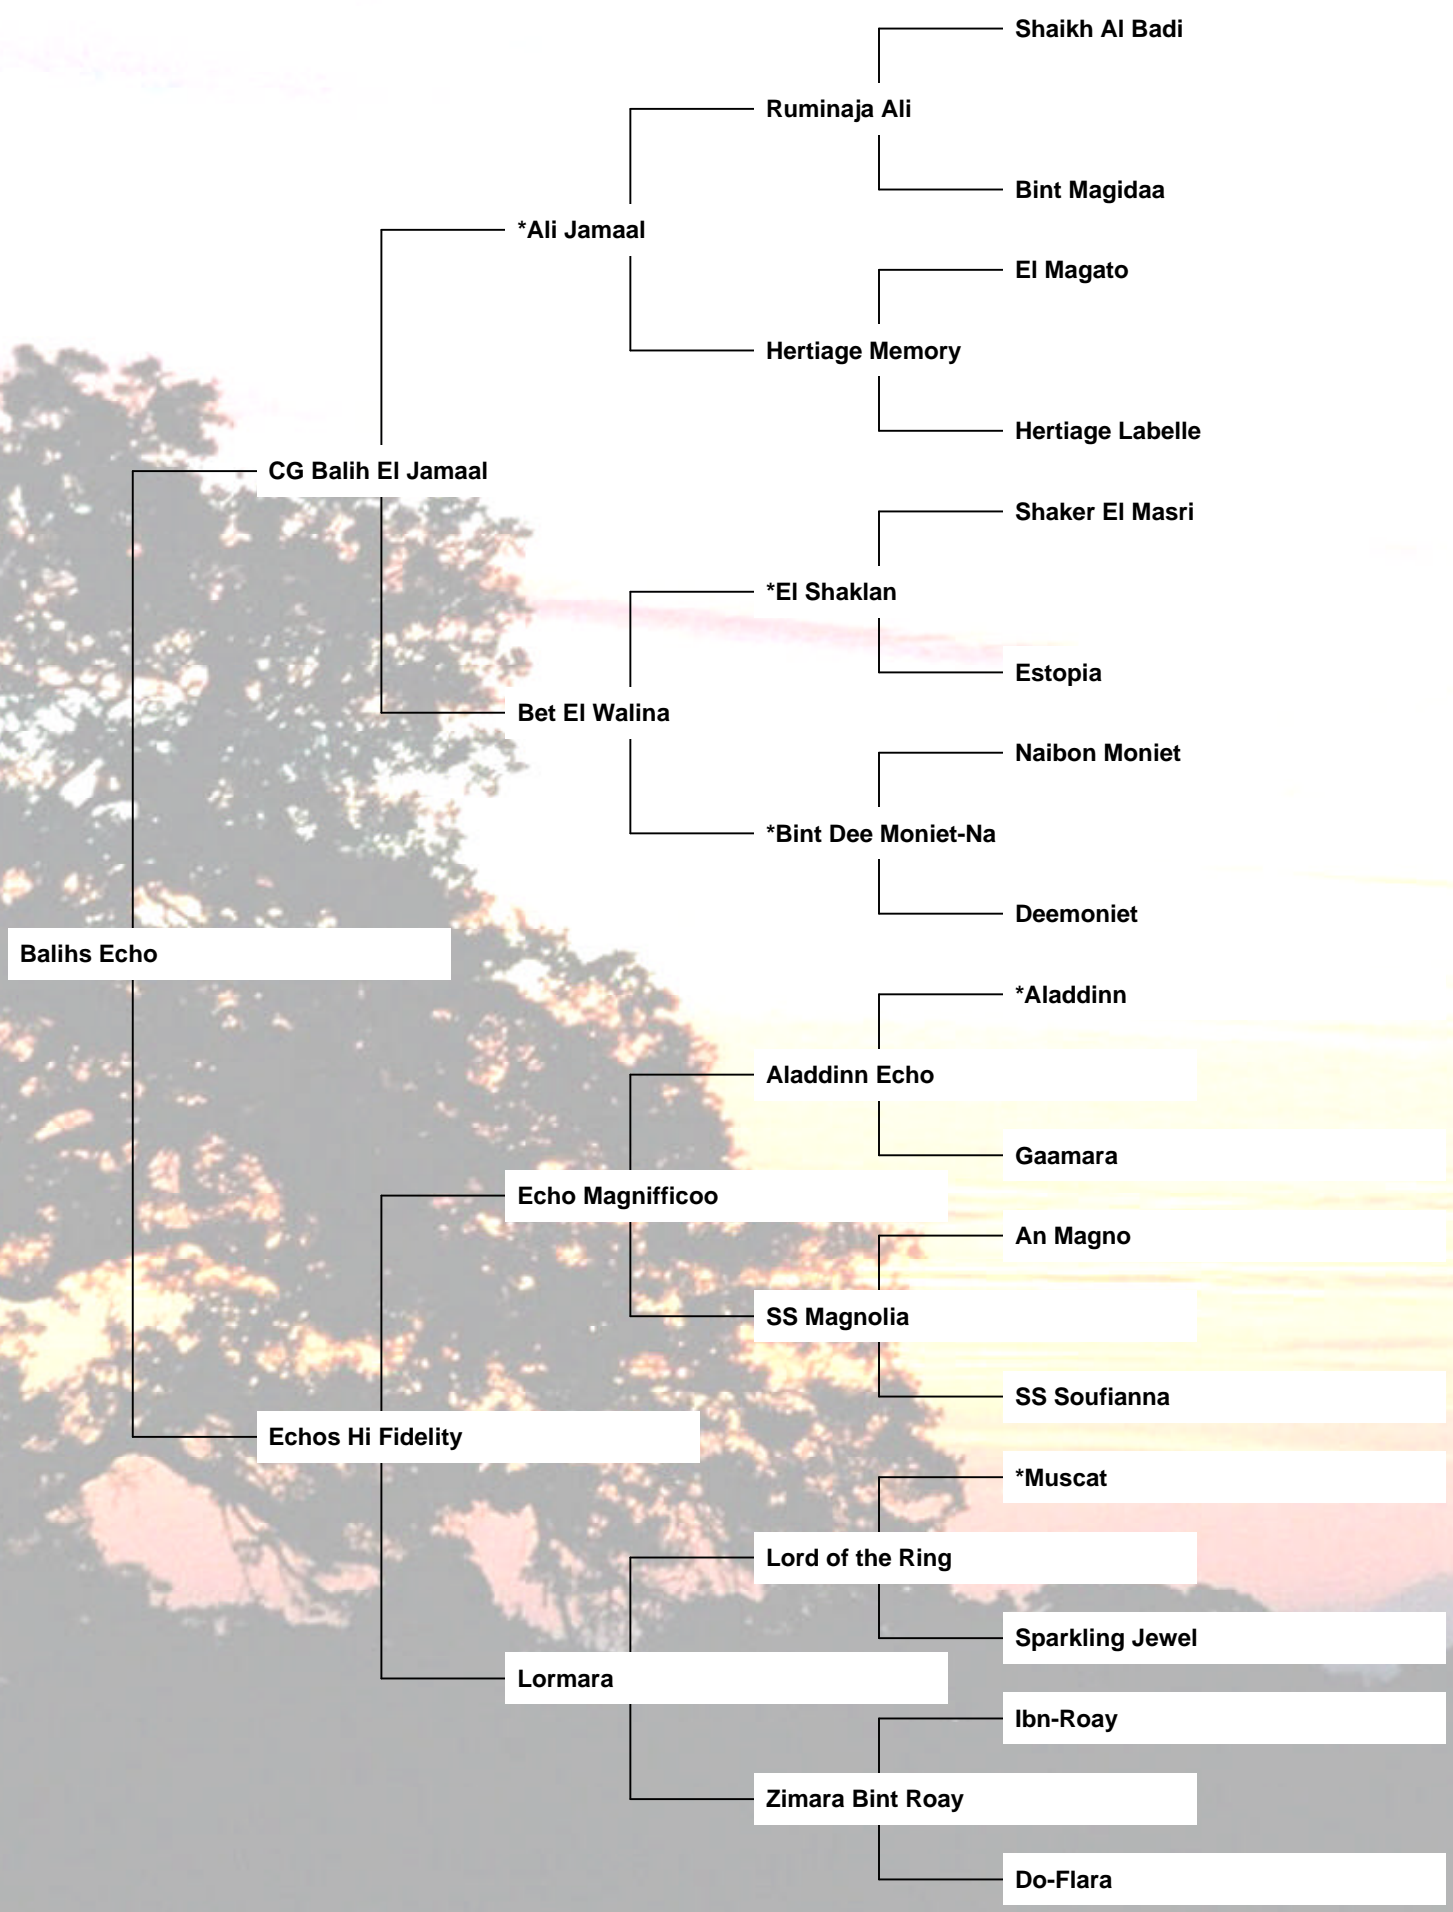 Shaikh Al Badi
Ruminaja Ali
Bint Magidaa
*Ali Jamaal
El Magato
Hertiage Memory
Hertiage Labelle
CG Balih El Jamaal
Shaker El Masri
*El Shaklan
Estopia
Bet El Walina
Naibon Moniet
*Bint Dee Moniet-Na
Deemoniet
Balihs Echo
*Aladdinn
Aladdinn Echo
Gaamara
Echo Magnifficoo
An Magno
SS Magnolia
SS Soufianna
Echos Hi Fidelity
*Muscat
Lord of the Ring
Sparkling Jewel
Lormara
Ibn-Roay
Zimara Bint Roay
Do-Flara